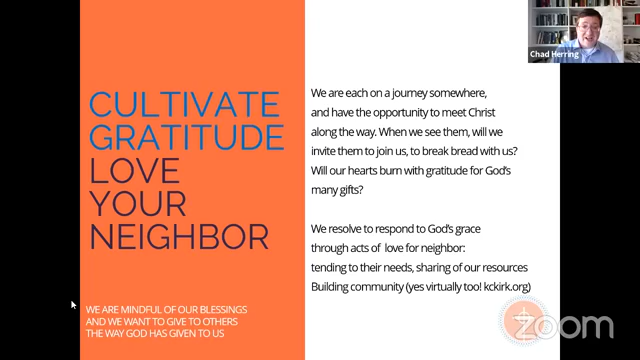 CULTIVATE
GRATITUDE
LOVE
YOUR
NEIGHBOR
WE ARE MINDFUL OF OUR BLESSINGS
AND WE WANT TO GIVE TO OTHERS
THE WAY GOD HAS GIVEN TO US
We are each on a journey somewhere,
and have the opportunity to meet Christ
along the way. When we see them, will we
invite them to join us, to break bread with us?
Will our hearts burn with gratitude for God's
many gifts?
We resolve to respond to God's grace
through acts of love for neighbor:
tending to their needs, sharing of our resources
Building community (yes virtually too! kckirk.org)
Chad Herring
zoom